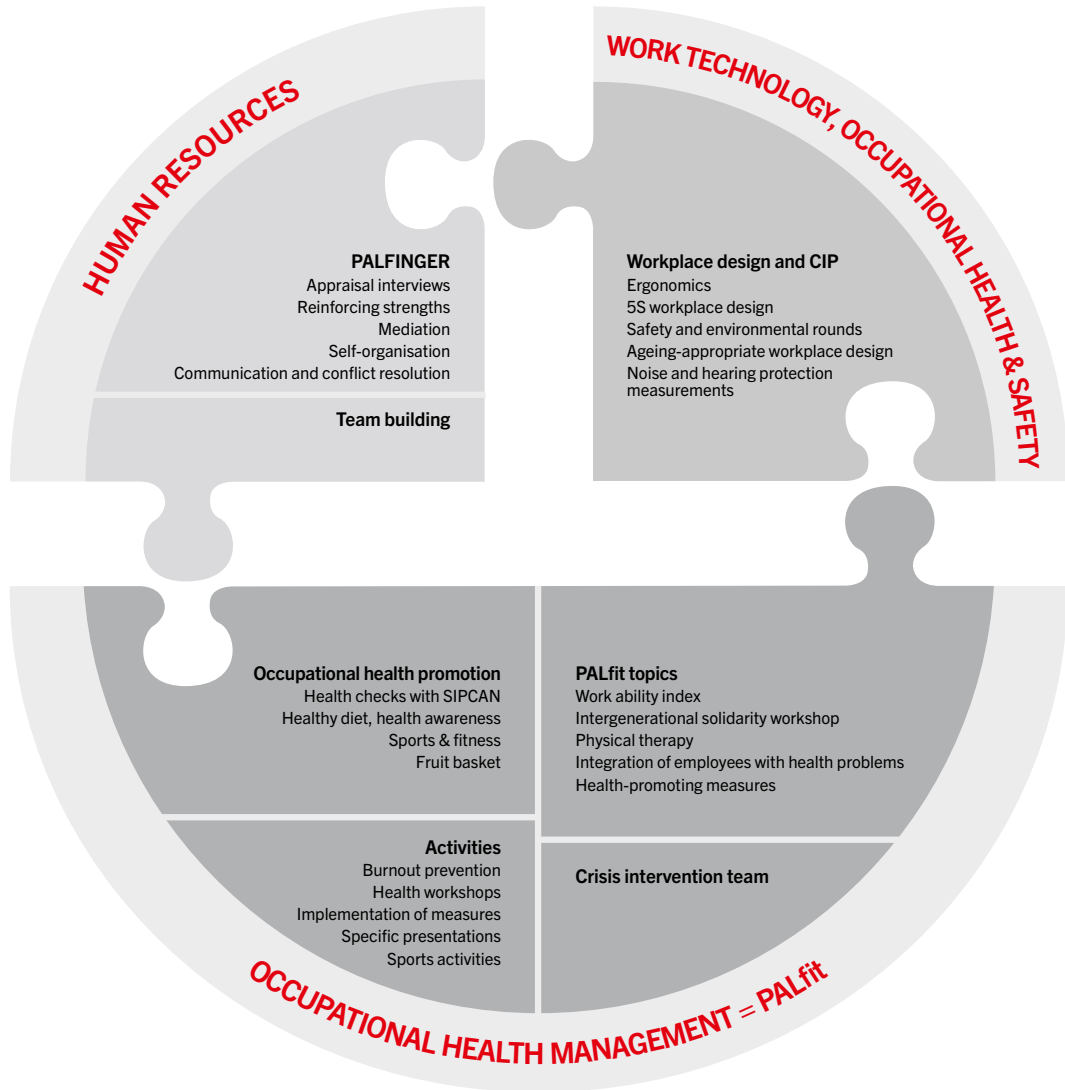 HUMAN RESOURCES
PALFINGER
Appraisal interviews
Reinforcing strengths
Mediation
Self-organisation
Communication and conflict resolution
Team building
WORK TECHNOLOGY, OCCUPATIONAL HEALTH & SAFETY
Workplace design and CIP
Ergonomics
5S workplace design
Safety and environmental rounds
Ageing-appropriate workplace design
Noise and hearing protection
measurements
Occupational health promotion
Health checks with SIPCAN
Healthy diet, health awareness
Sports & fitness
Fruit basket
PALfit topics
Work ability index
Intergenerational solidarity workshop
Physical therapy
Integration of employees with health problems
Health-promoting measures
Activities
Burnout prevention
Health workshops
Implementation of measures
Specific presentations
Sports activities
Crisis intervention team
OCCUPATIONAL HEALTH MANAGEMENT = PALfit